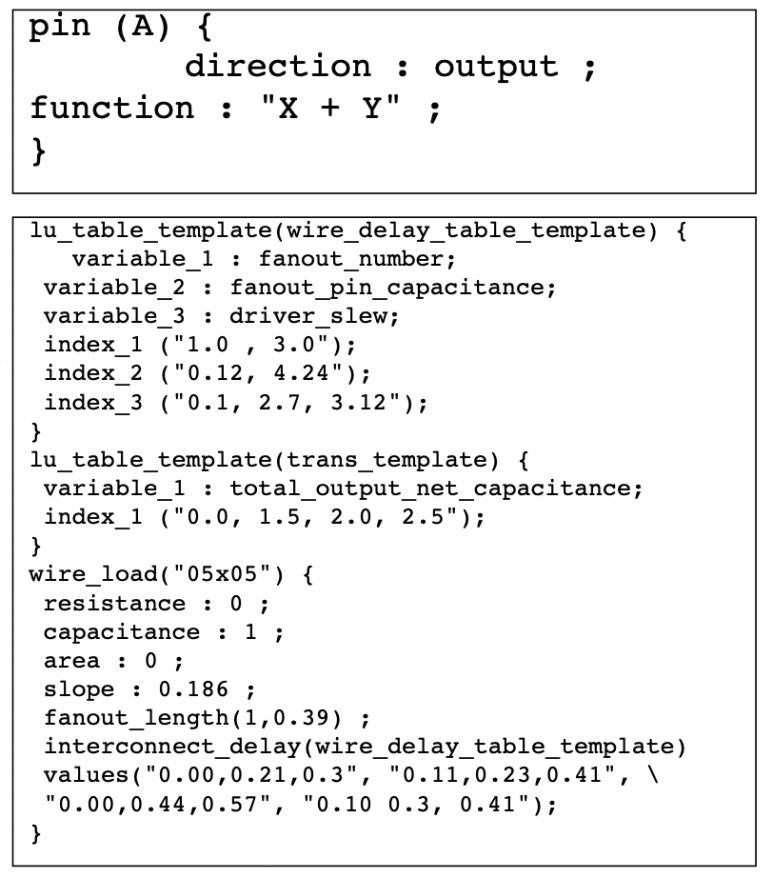 pin (A) {
direction : output ;
function : "X + Y" ;
}
lu_table_template(wire_delay_table_template) {
variable_1 : fanout_number;
variable_2 : fanout_pin_capacitance;
variable_3 : driver_slew;
index_1 ("1.0 , 3.0");
index_2 ("0.12, 4.24");
index_3 ("0.1, 2.7, 3.12");
}
lu_table_template(trans_template) {
variable_1 : total_output_net_capacitance;
index_1 ("0.0, 1.5, 2.0, 2.5");
}
wire_load("05x05") {
resistance : 0 ;
capacitance : 1 ;
area : 0 ;
slope : 0.186 ;
fanout_length(1,0.39) ;
interconnect_delay(wire_delay_table_template)
values("0.00,0.21,0.3", "0.11,0.23,0.41", \
"0.00,0.44,0.57", "0.10 0.3, 0.41");
}